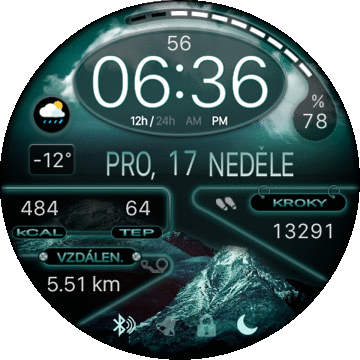 56
06:36
12h / 24h AM PM
%
78
-12°
PRO, 17 NEDĚLE
484 64
KCAL TEP
KROKY
13291
VZDÁLEN.
5.51 km